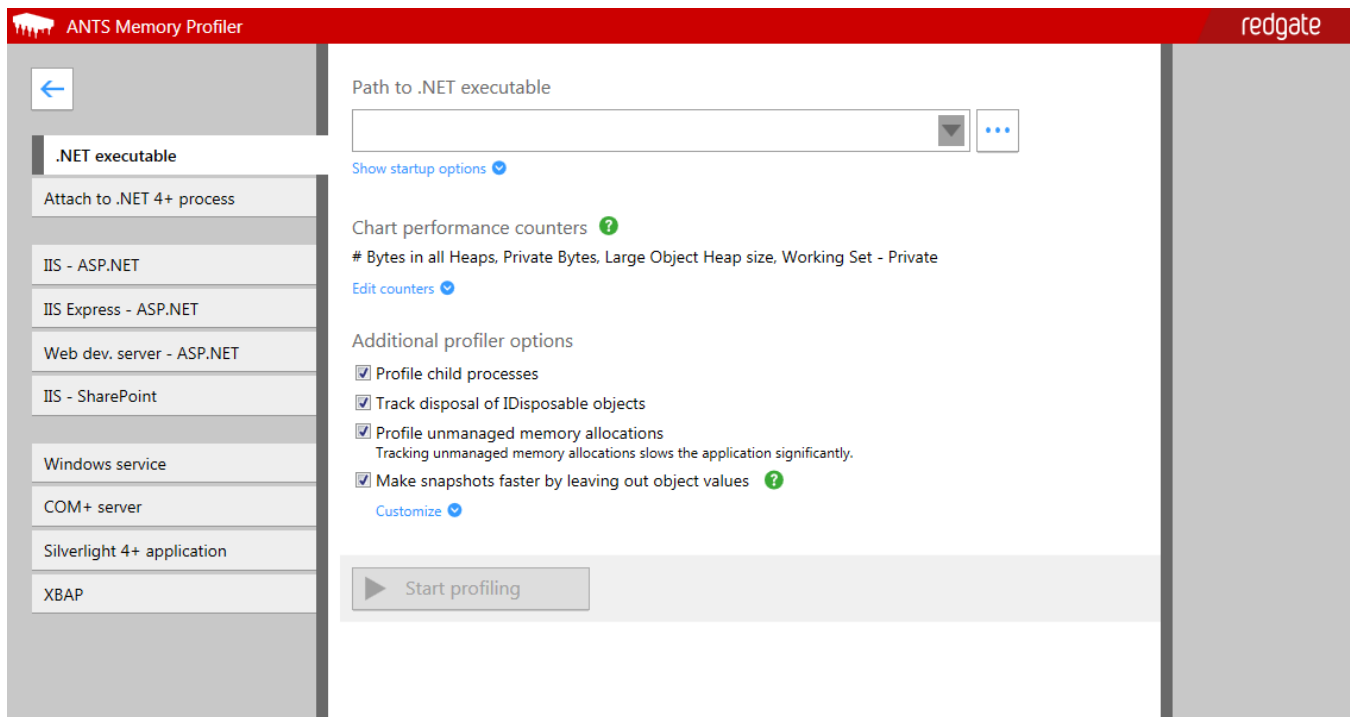 ANTS Memory Profiler
redgate
.NET executable
Attach to .NET 4+ process
IIS - ASP.NET
IIS Express - ASP.NET
Web dev. server - ASP.NET
IIS - SharePoint
Windows service
COM+ server
Silverlight 4+ application
XBAP
Path to .NET executable
Show startup options
Chart performance counters ?
# Bytes in all Heaps, Private Bytes, Large Object Heap size, Working Set - Private
Edit counters
Additional profiler options
Profile child processes
Track disposal of IDisposable objects
Profile unmanaged memory allocations
Tracking unmanaged memory allocations slows the application significantly.
Make snapshots faster by leaving out object values ?
Customize
Start profiling